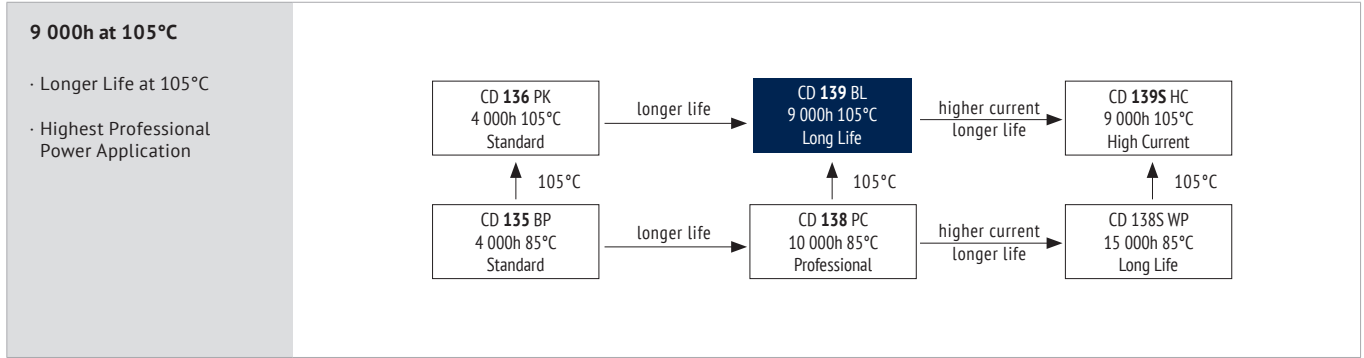 9 000h at 105°C
· Longer Life at 105°C
· Highest Professional
Power Application
CD 136 PK
4 000h 105°C
Standard
longer life
CD 139 BL
9 000h 105°C
Long Life
higher current
longer life
CD 139S HC
9 000h 105°C
High Current
105°C
105°C
105°C
CD 135 BP
4 000h 85°C
Standard
longer life
CD 138 PC
10 000h 85°C
Professional
higher current
longer life
CD 138S WP
15 000h 85°C
Long Life